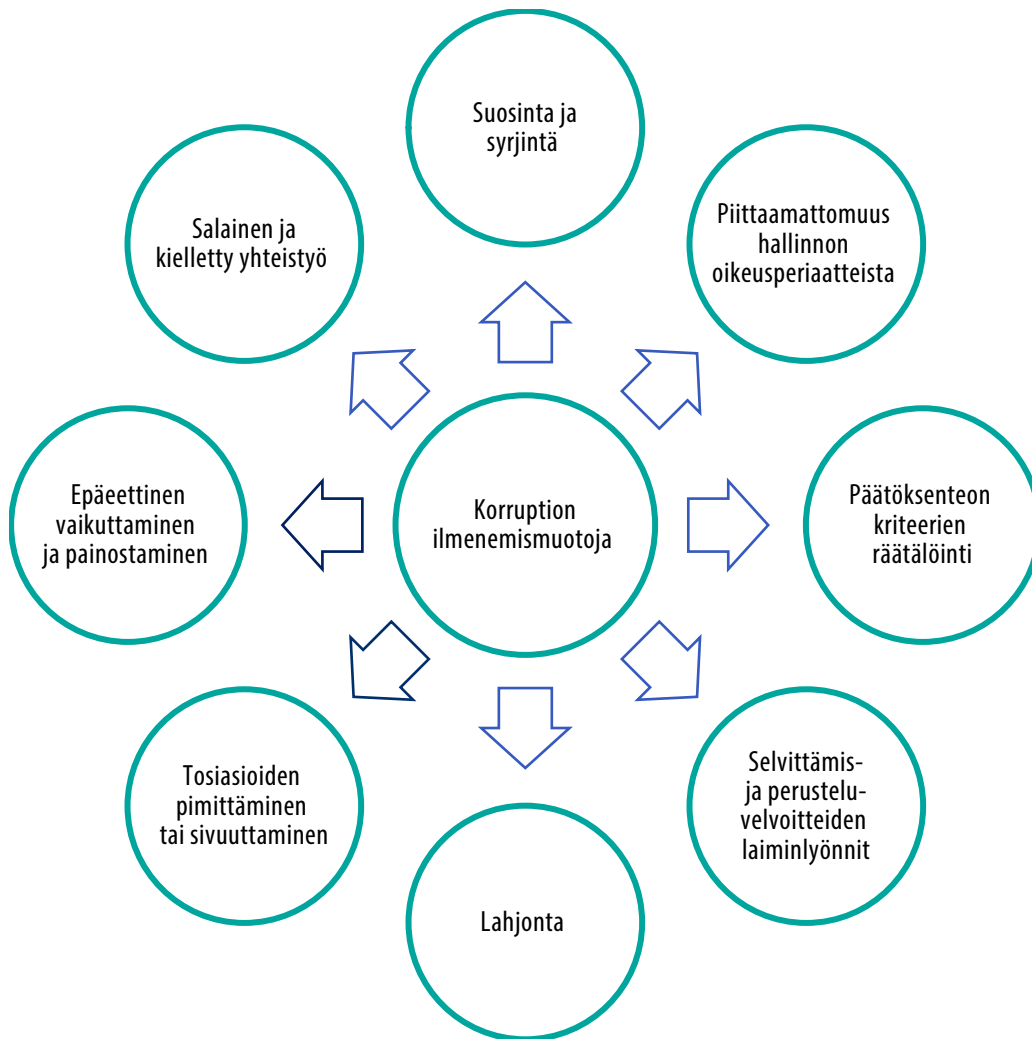 Suosinta ja
syrjintä
Piittaamattomuus
hallinnon
oikeusperiaatteista
Päätöksenteon
kriteerien
räätälöinti
Selvittämis-
ja perustelu-
velvoitteiden
laiminlyönnit
Lahjonta
Tosiasioiden
pimittäminen
tai sivuuttaminen
Epäeettinen
vaikuttaminen
ja painostaminen
Salainen ja
kielletty yhteistyö
Korruption
ilmenemismuotoja